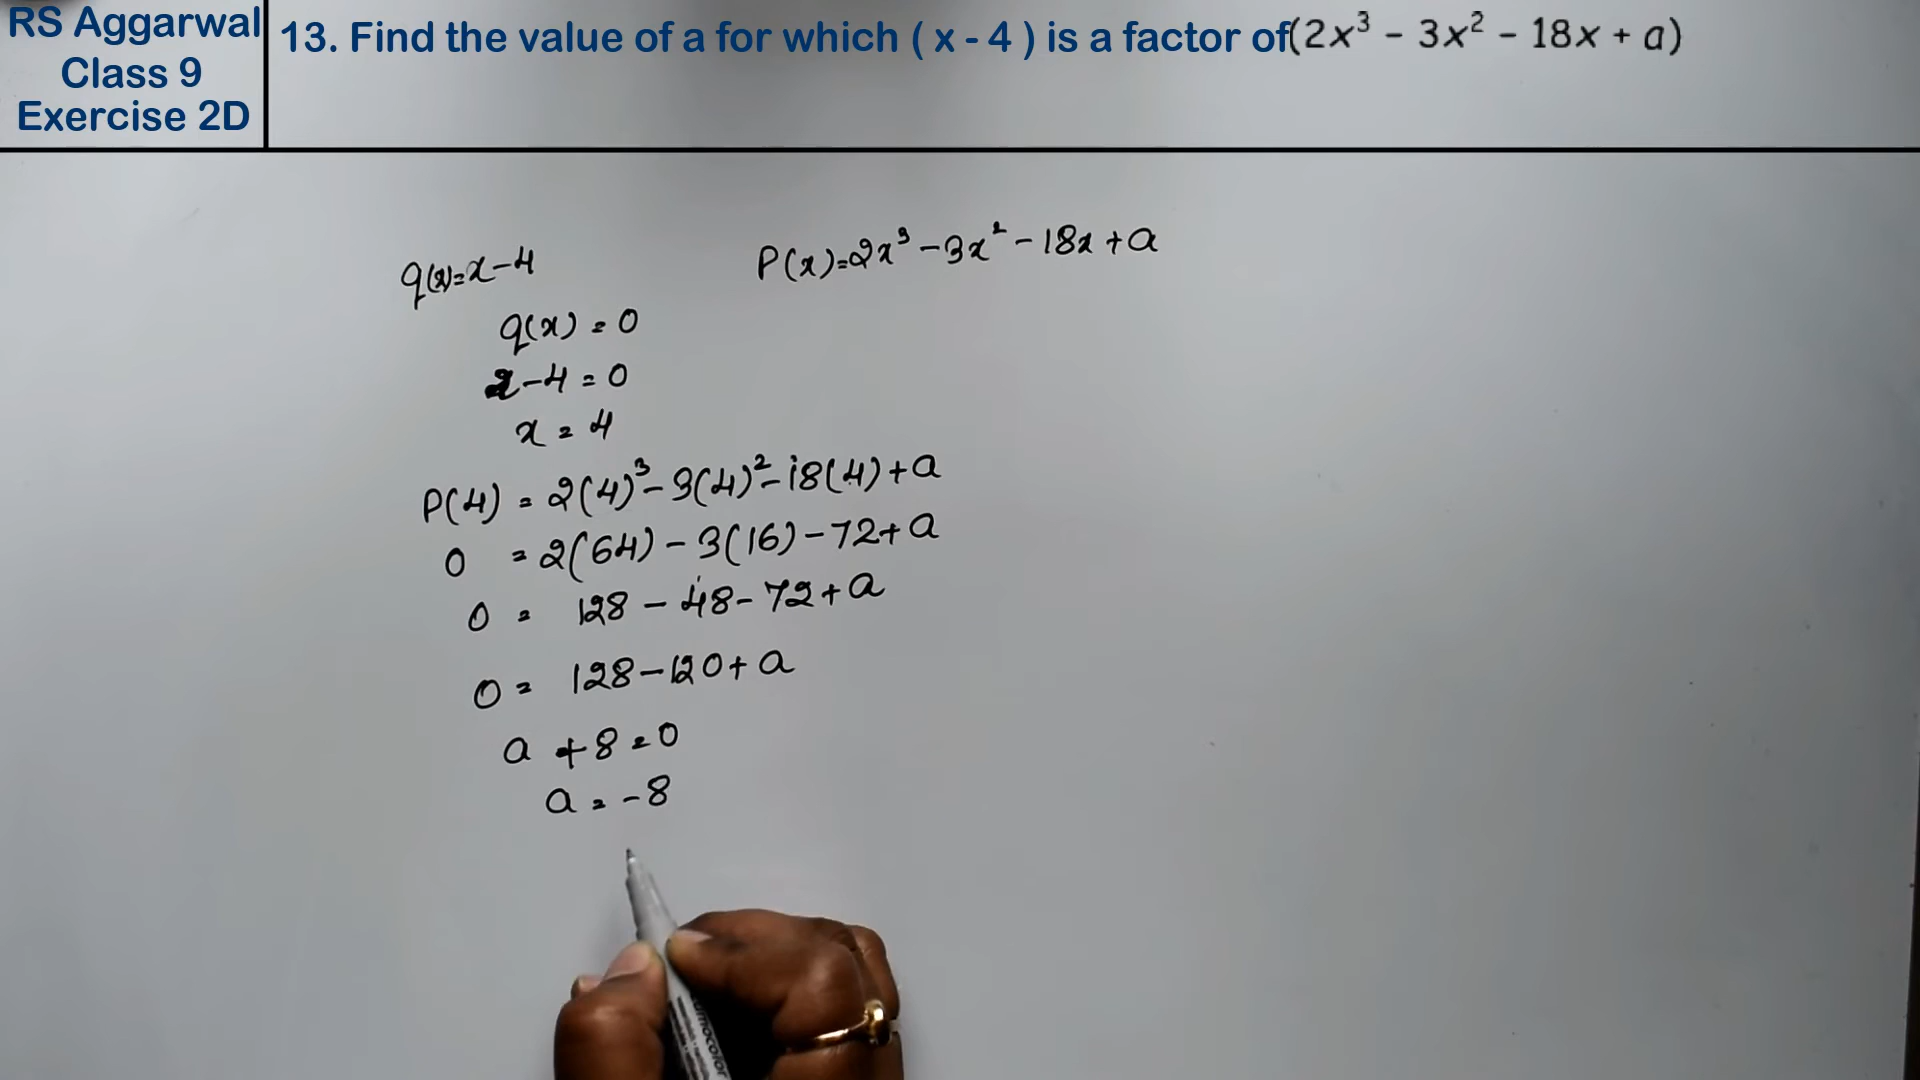 RS Aggarwal
Class 9
Exercise 2D
13. Find the value of a for which ( x - 4 ) is a factor of (2x³ - 3x² - 18x + a)
q(x)=x-4
P(x)=2x³-3x²-18x+a
q(x)=0
x-4=0
x=4
P(4)=2(4)³-3(4)²-18(4)+a
0=2(64)-3(16)-72+a
0=128-48-72+a
0=128-120+a
a+8=0
a=-8